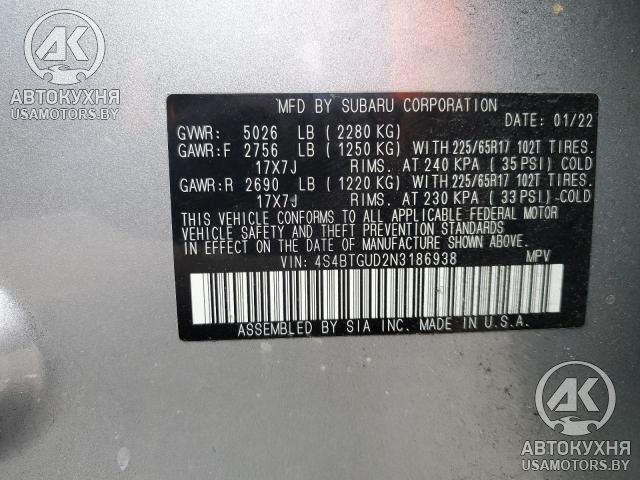 AK
АВТОКУХНЯ
USAMOTORS.BY
MFD BY SUBARU CORPORATION
DATE: 01/22
GVWR: 5026 LB (2280 KG)
GAWR:F 2756 LB (1250 KG) WITH 225/65R17 102T TIRES.
17X7J RIMS. AT 240 KPA (35 PSI) COLD
GAWR:R 2690 LB (1220 KG) WITH 225/65R17 102T TIRES.
17X7J RIMS. AT 230 KPA (33 PSI) COLD
THIS VEHICLE CONFORMS TO ALL APPLICABLE FEDERAL MOTOR
VEHICLE SAFETY AND THEFT PREVENTION STANDARDS
IN EFFECT ON THE DATE OF MANUFACTURE SHOWN ABOVE.
VIN: 4S4BTGUD2N3186938 MPV
ASSEMBLED BY SIA INC. MADE IN U.S.A.
AK
АВТОКУХНЯ
USAMOTORS.BY